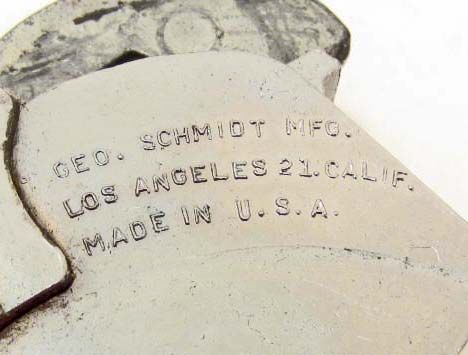 GEO. SCHMIDT MFG.
LOS ANGELES 21. CALIF.
MADE IN U.S.A.